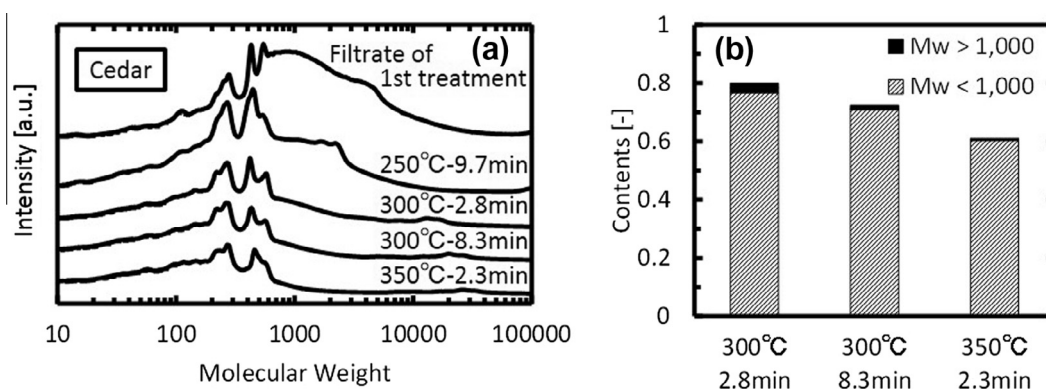 (a)
Cedar
Filtrate of
1st treatment
250℃-9.7min
300℃-2.8min
300℃-8.3min
350℃-2.3min
Intensity [a.u.]
10 100 1000 10000 100000
Molecular Weight
(b)
Mw > 1,000
Mw < 1,000
Contents [-]
1
0.8
0.6
0.4
0.2
0
300℃ 300℃ 350℃
2.8min 8.3min 2.3min